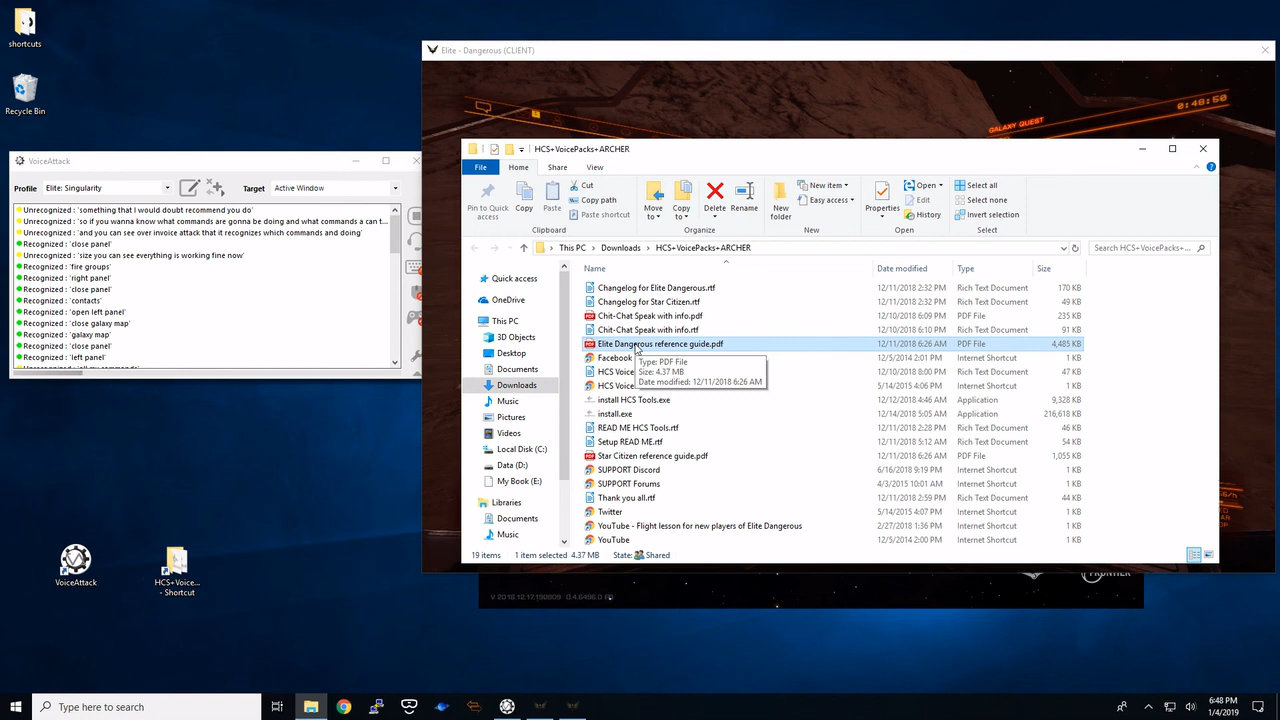 shortcuts
Recycle Bin
VoiceAttack
Profile
Elite: Singularity
Target
Active Window
Unrecognized : 'something that I would doubt recommend you do'
Unrecognized : 'so if you wanna know what commands are gonna be doing and what commands a can t...
Unrecognized : 'and you can see over invoice attack that it recognizes which commands and doing'
Recognized : 'close panel'
Unrecognized : 'size you can see everything is working fine now'
Recognized : 'fire groups'
Recognized : 'right panel'
Recognized : 'close panel'
Recognized : 'contacts'
Recognized : 'open left panel'
Recognized : 'close galaxy map'
Recognized : 'galaxy map'
Recognized : 'close panel'
Recognized : 'left panel'
VoiceAttack
HCS+Voice... - Shortcut
Elite - Dangerous (CLIENT)
0:48:50
GALAXY QUEST
HCS+VoicePacks+ARCHER
File
Home
Share
View
Pin to Quick access
Copy
Paste
Cut
Copy path
Paste shortcut
Clipboard
Move to
Copy to
Delete
Rename
Organize
New folder
New item
Easy access
New
Properties
Open
Edit
History
Open
Select all
Select none
Invert selection
Select
This PC
Downloads
HCS+VoicePacks+ARCHER
Search HCS+VoicePacks+...
Quick access
OneDrive
This PC
3D Objects
Desktop
Documents
Downloads
Music
Pictures
Videos
Local Disk (C:)
Data (D:)
My Book (E:)
Libraries
Documents
Music
Name Date modified Type Size
Changelog for Elite Dangerous.rtf 12/11/2018 2:32 PM Rich Text Document 170 KB
Changelog for Star Citizen.rtf 12/11/2018 2:32 PM Rich Text Document 49 KB
Chit-Chat Speak with info.pdf 12/10/2018 6:09 PM PDF File 235 KB
Chit-Chat Speak with info.rtf 12/11/2018 6:10 PM Rich Text Document 91 KB
Elite Dangerous reference guide.pdf 12/11/2018 6:26 AM PDF File 4,485 KB
Facebook 12/5/2014 2:01 PM Internet Shortcut 1 KB
HCS Voice 12/10/2018 8:00 PM Rich Text Document 47 KB
HCS Voice 5/14/2015 4:06 PM Internet Shortcut 1 KB
install HCS Tools.exe 12/12/2018 4:46 AM Application 9,328 KB
install.exe 12/14/2018 5:05 AM Application 216,618 KB
READ ME HCS Tools.rtf 12/11/2018 2:28 PM Rich Text Document 46 KB
Setup READ ME.rtf 12/11/2018 5:12 AM Rich Text Document 54 KB
Star Citizen reference guide.pdf 12/11/2018 6:26 AM PDF File 1,055 KB
SUPPORT Discord 6/16/2018 9:19 PM Internet Shortcut 1 KB
SUPPORT Forums 4/3/2015 10:01 AM Internet Shortcut 1 KB
Thank you all.rtf 12/11/2018 2:59 PM Rich Text Document 44 KB
Twitter 5/14/2015 4:07 PM Internet Shortcut 1 KB
YouTube - Flight lesson for new players of Elite Dangerous 2/27/2018 1:36 PM Internet Shortcut 1 KB
YouTube 12/5/2014 2:00 PM Internet Shortcut 1 KB
Type: PDF File
Size: 4.37 MB
Date modified: 12/11/2018 6:26 AM
19 items
1 item selected 4.37 MB
State: Shared
FRONTIER
Type here to search
6:48 PM
1/4/2019